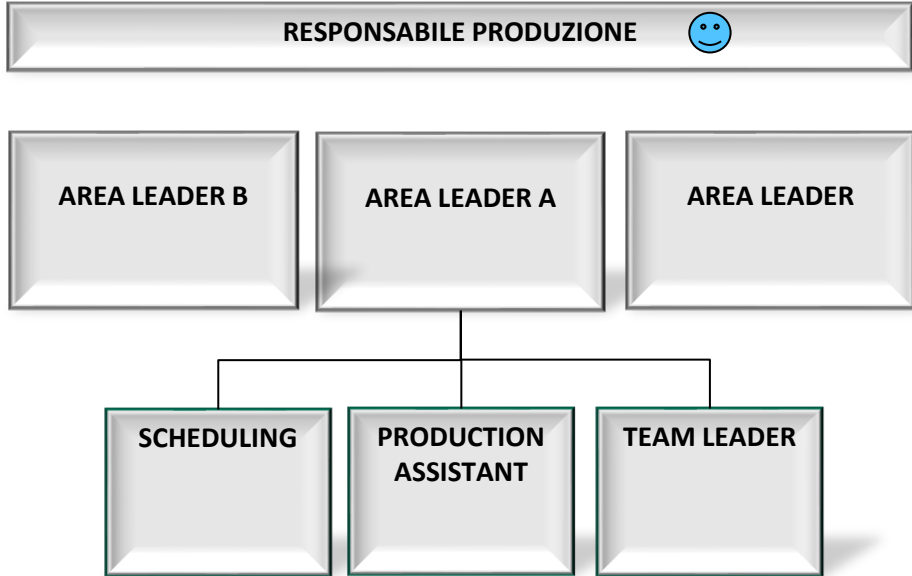 RESPONSABILE PRODUZIONE
AREA LEADER B
AREA LEADER A
AREA LEADER
SCHEDULING
PRODUCTION
ASSISTANT
TEAM LEADER